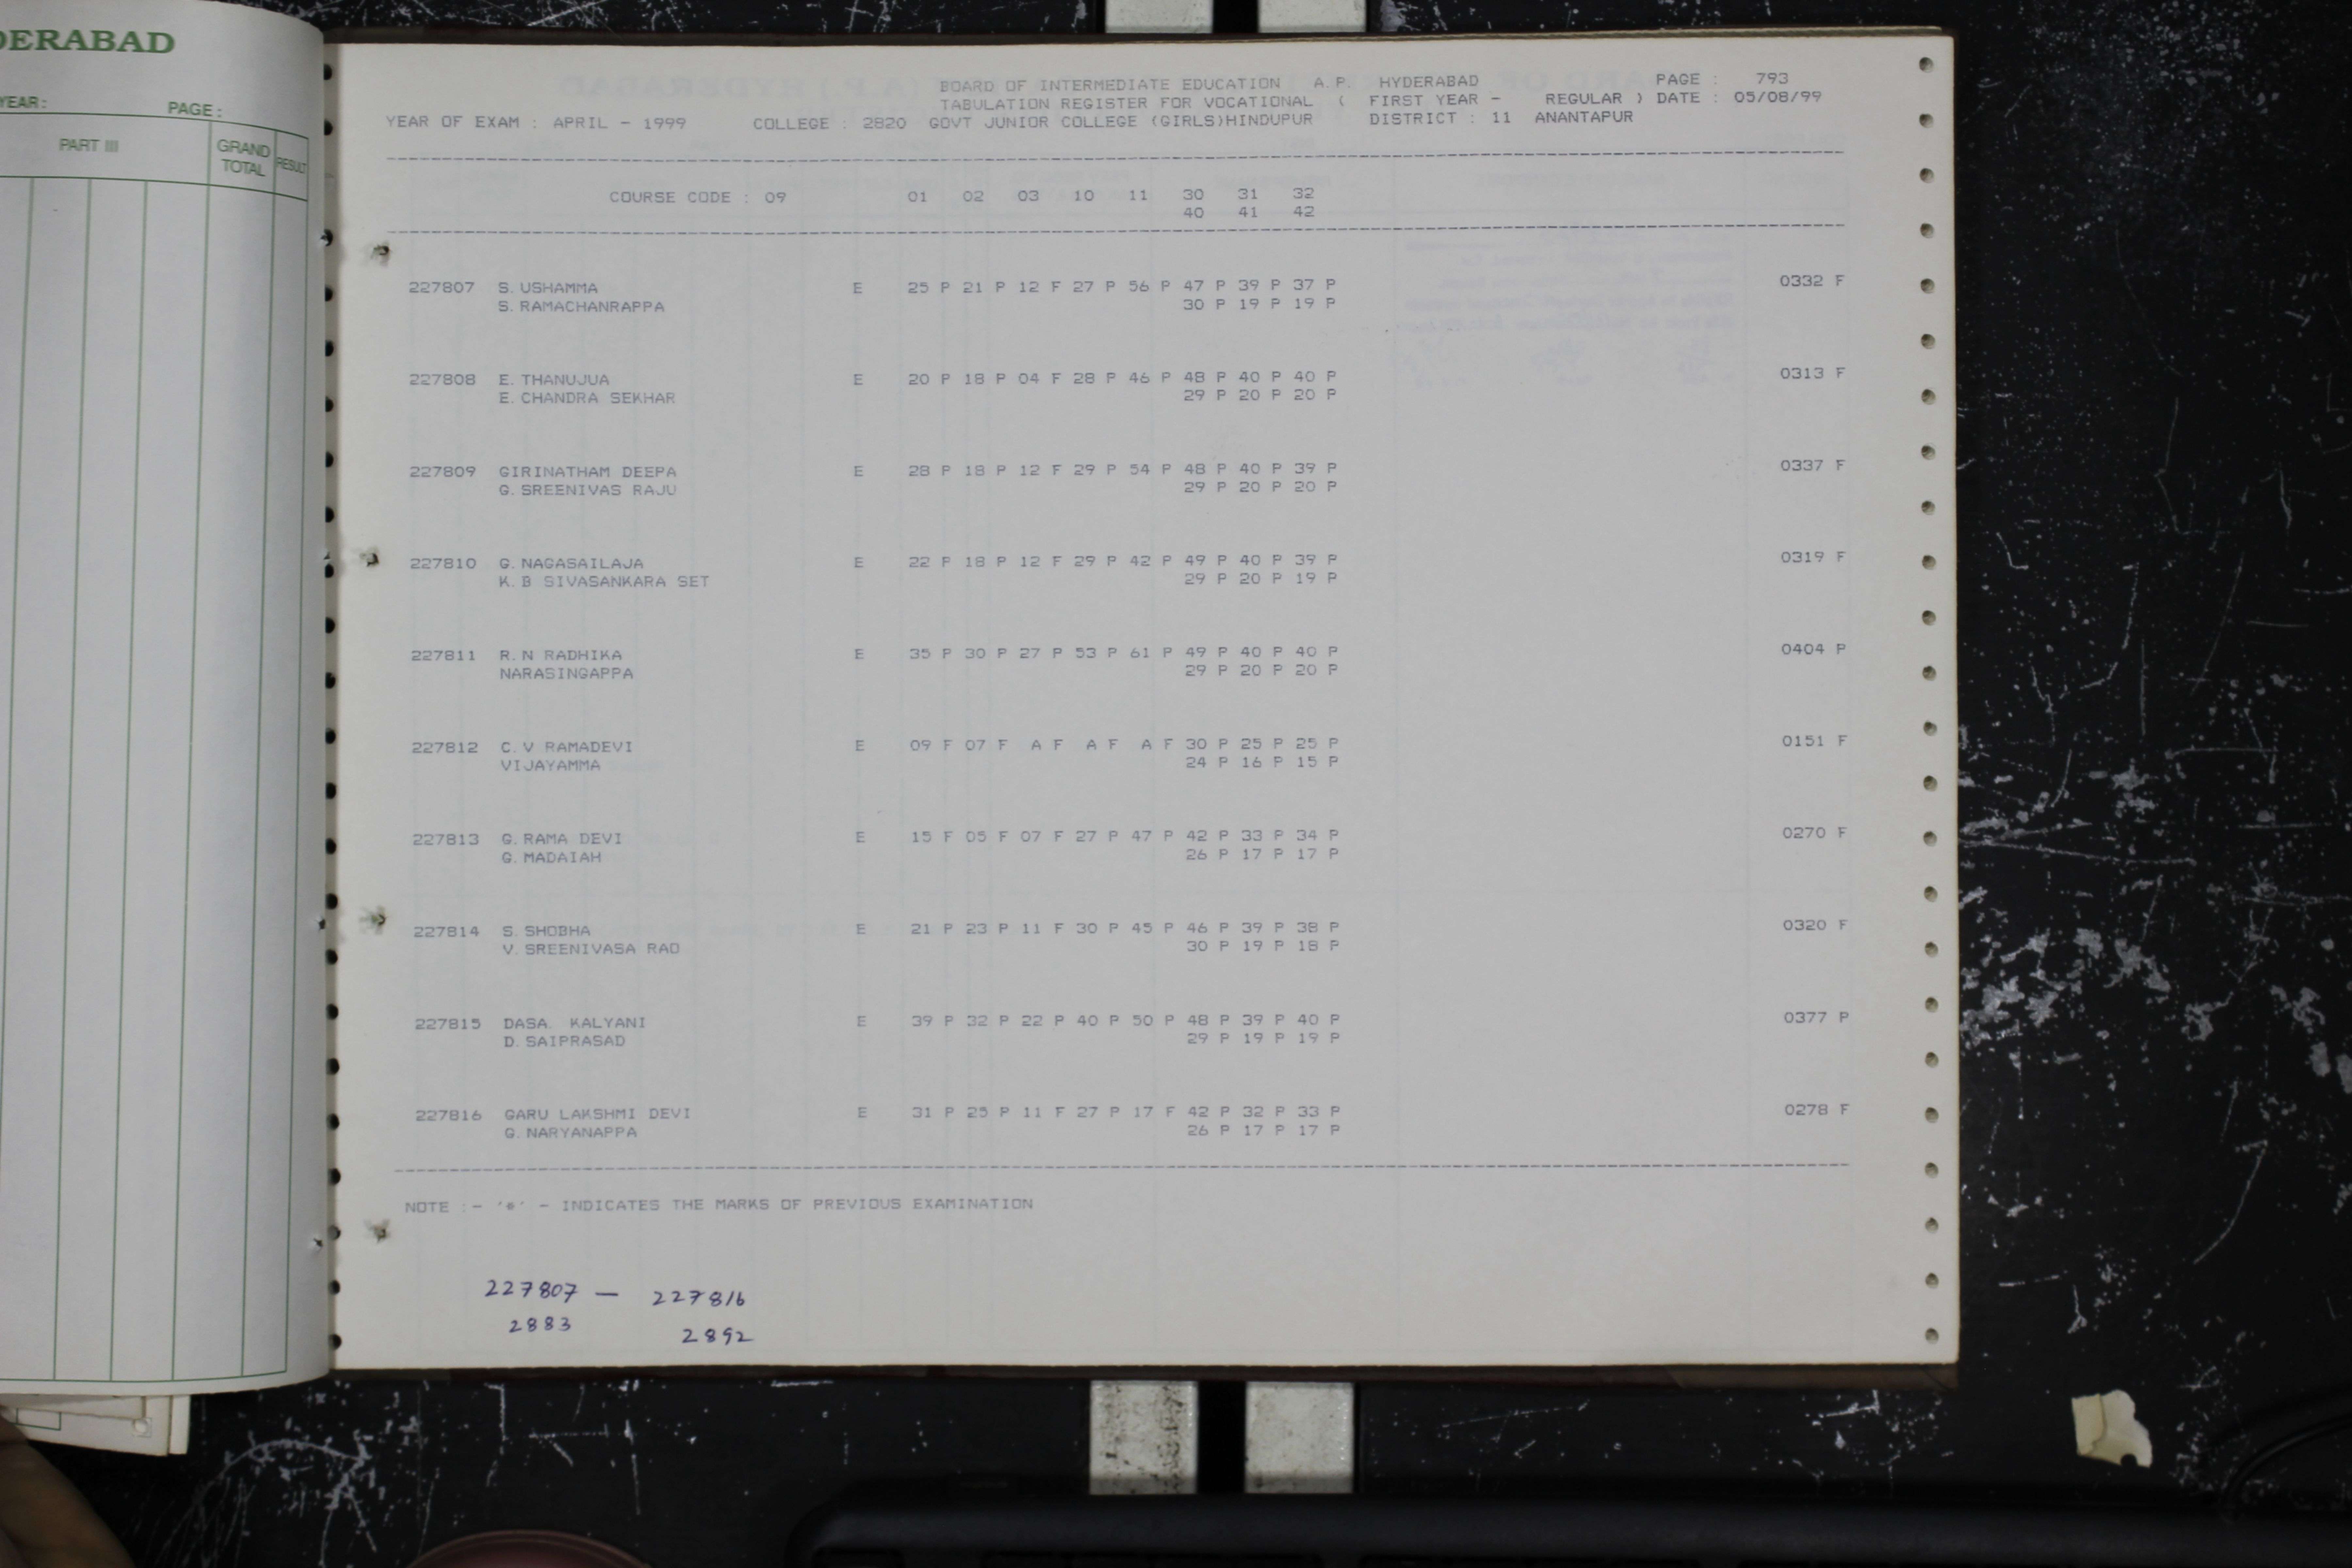 DERABAD
YEAR:
PAGE:
PART III
GRAND TOTAL
RESULT
BOARD OF INTERMEDIATE EDUCATION A.P. HYDERABAD PAGE : 793
TABULATION REGISTER FOR VOCATIONAL ( FIRST YEAR - REGULAR ) DATE : 05/08/99
YEAR OF EXAM : APRIL - 1999 COLLEGE : 2820 GOVT JUNIOR COLLEGE (GIRLS)HINDUPUR DISTRICT : 11 ANANTAPUR
COURSE CODE : 09 01 02 03 10 11 30 31 32
40 41 42
227807 S. USHAMMA E 25 P 21 P 12 F 27 P 56 P 47 P 39 P 37 P 0332 F
S. RAMACHANRAPPA 30 P 19 P 19 P
227808 E. THANUJUA E 20 P 18 P 04 F 28 P 46 P 48 P 40 P 40 P 0313 F
E. CHANDRA SEKHAR 29 P 20 P 20 P
227809 GIRINATHAM DEEPA E 28 P 18 P 12 F 29 P 54 P 48 P 40 P 39 P 0337 F
G. SREENIVAS RAJU 29 P 20 P 20 P
227810 G. NAGASAILAJA E 22 P 18 P 12 F 29 P 42 P 49 P 40 P 39 P 0319 F
K. B SIVASANKARA SET 29 P 20 P 19 P
227811 R. N RADHIKA E 35 P 30 P 27 P 53 P 61 P 49 P 40 P 40 P 0404 P
NARASINGAPPA 29 P 20 P 20 P
227812 C. V RAMADEVI E 09 F 07 F A F A F A F 30 P 25 P 25 P 0151 F
VIJAYAMMA 24 P 16 P 15 P
227813 G. RAMA DEVI E 15 F 05 F 07 F 27 P 47 P 42 P 33 P 34 P 0270 F
G. MADAIAH 26 P 17 P 17 P
227814 S. SHOBHA E 21 P 23 P 11 F 30 P 45 P 46 P 39 P 38 P 0320 F
V. SREENIVASA RAO 30 P 19 P 18 P
227815 DASA. KALYANI E 39 P 32 P 22 P 40 P 50 P 48 P 39 P 40 P 0377 P
D. SAIPRASAD 29 P 19 P 19 P
227816 GARU LAKSHMI DEVI E 31 P 25 P 11 F 27 P 17 F 42 P 32 P 33 P 0278 F
G. NARYANAPPA 26 P 17 P 17 P
NOTE :- '*' - INDICATES THE MARKS OF PREVIOUS EXAMINATION
227807 — 227816
2883 2892